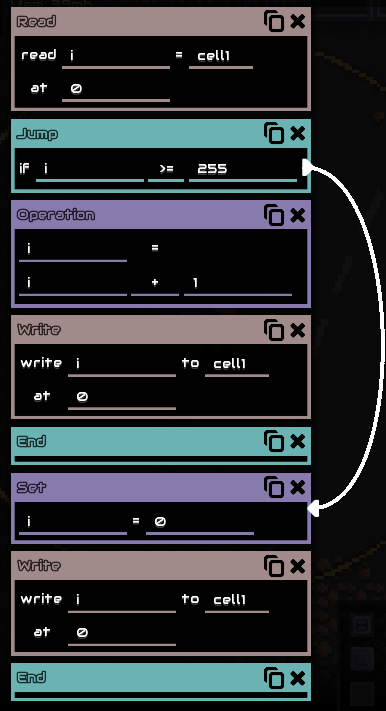 Read
read i = cell1
at 0
Jump
if i >= 255
Operation
i =
i + 1
Write
write i to cell1
at 0
End
Set
i = 0
Write
write i to cell1
at 0
End